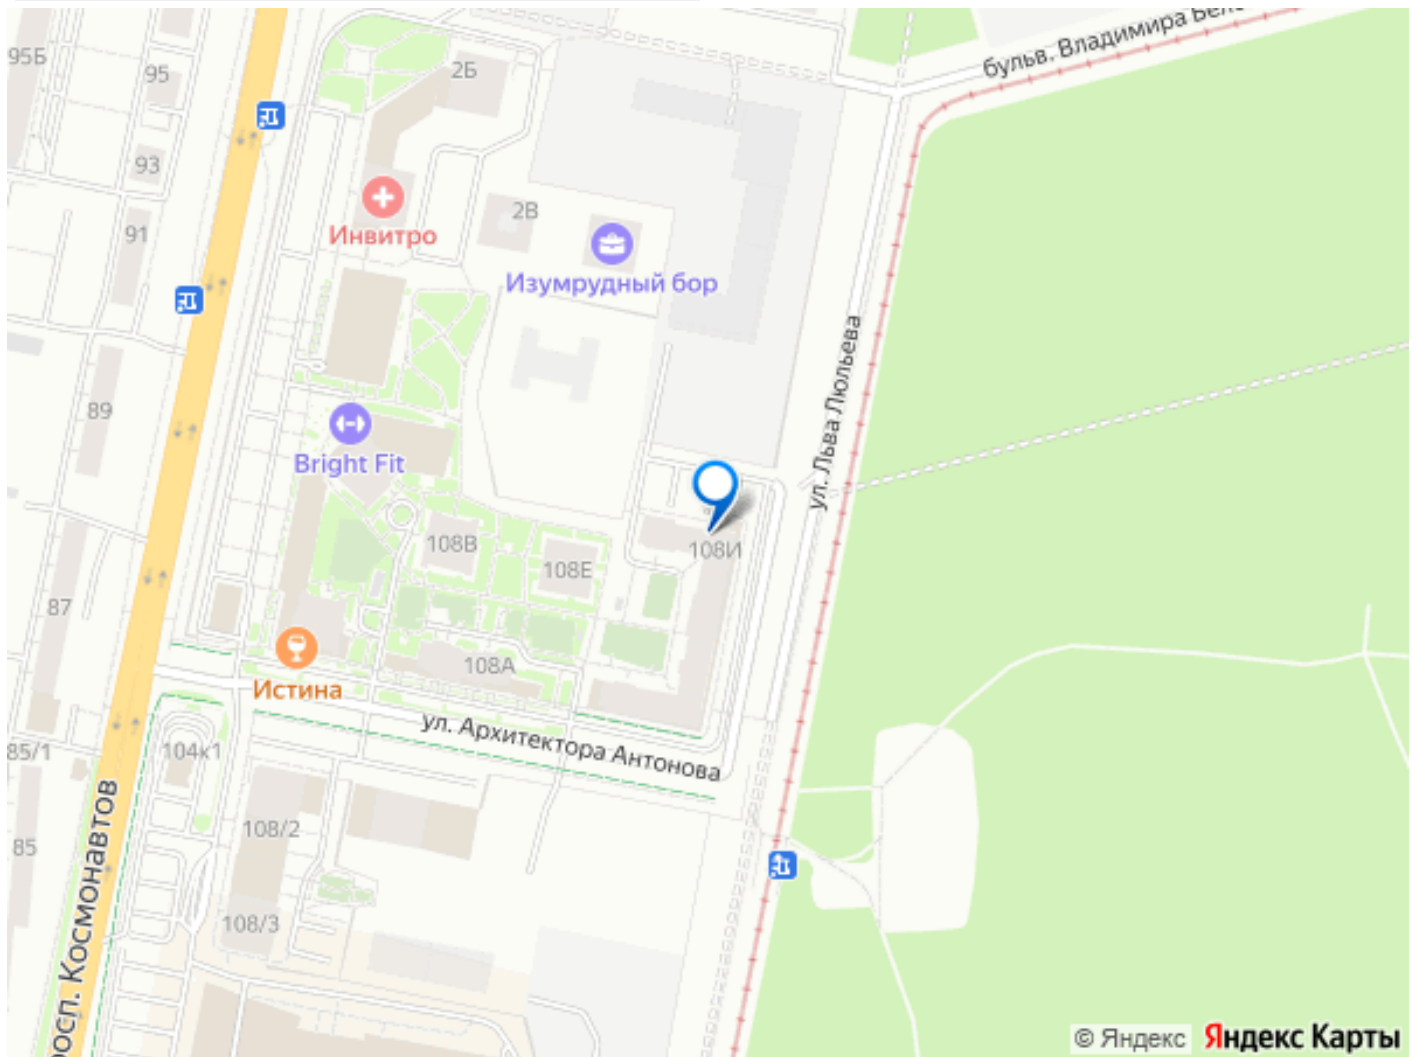 бульв. Владимира
95Б
95
2Б
93
2В
91
Инвитро
Изумрудный бор
ул. Льва Люльева
89
Bright Fit
108В
108И
108Е
87
108А
Истина
ул. Архитектора Антонова
85/1
104к1
108/2
85
просп. Космонавтов
108/3
© Яндекс
Яндекс Карты